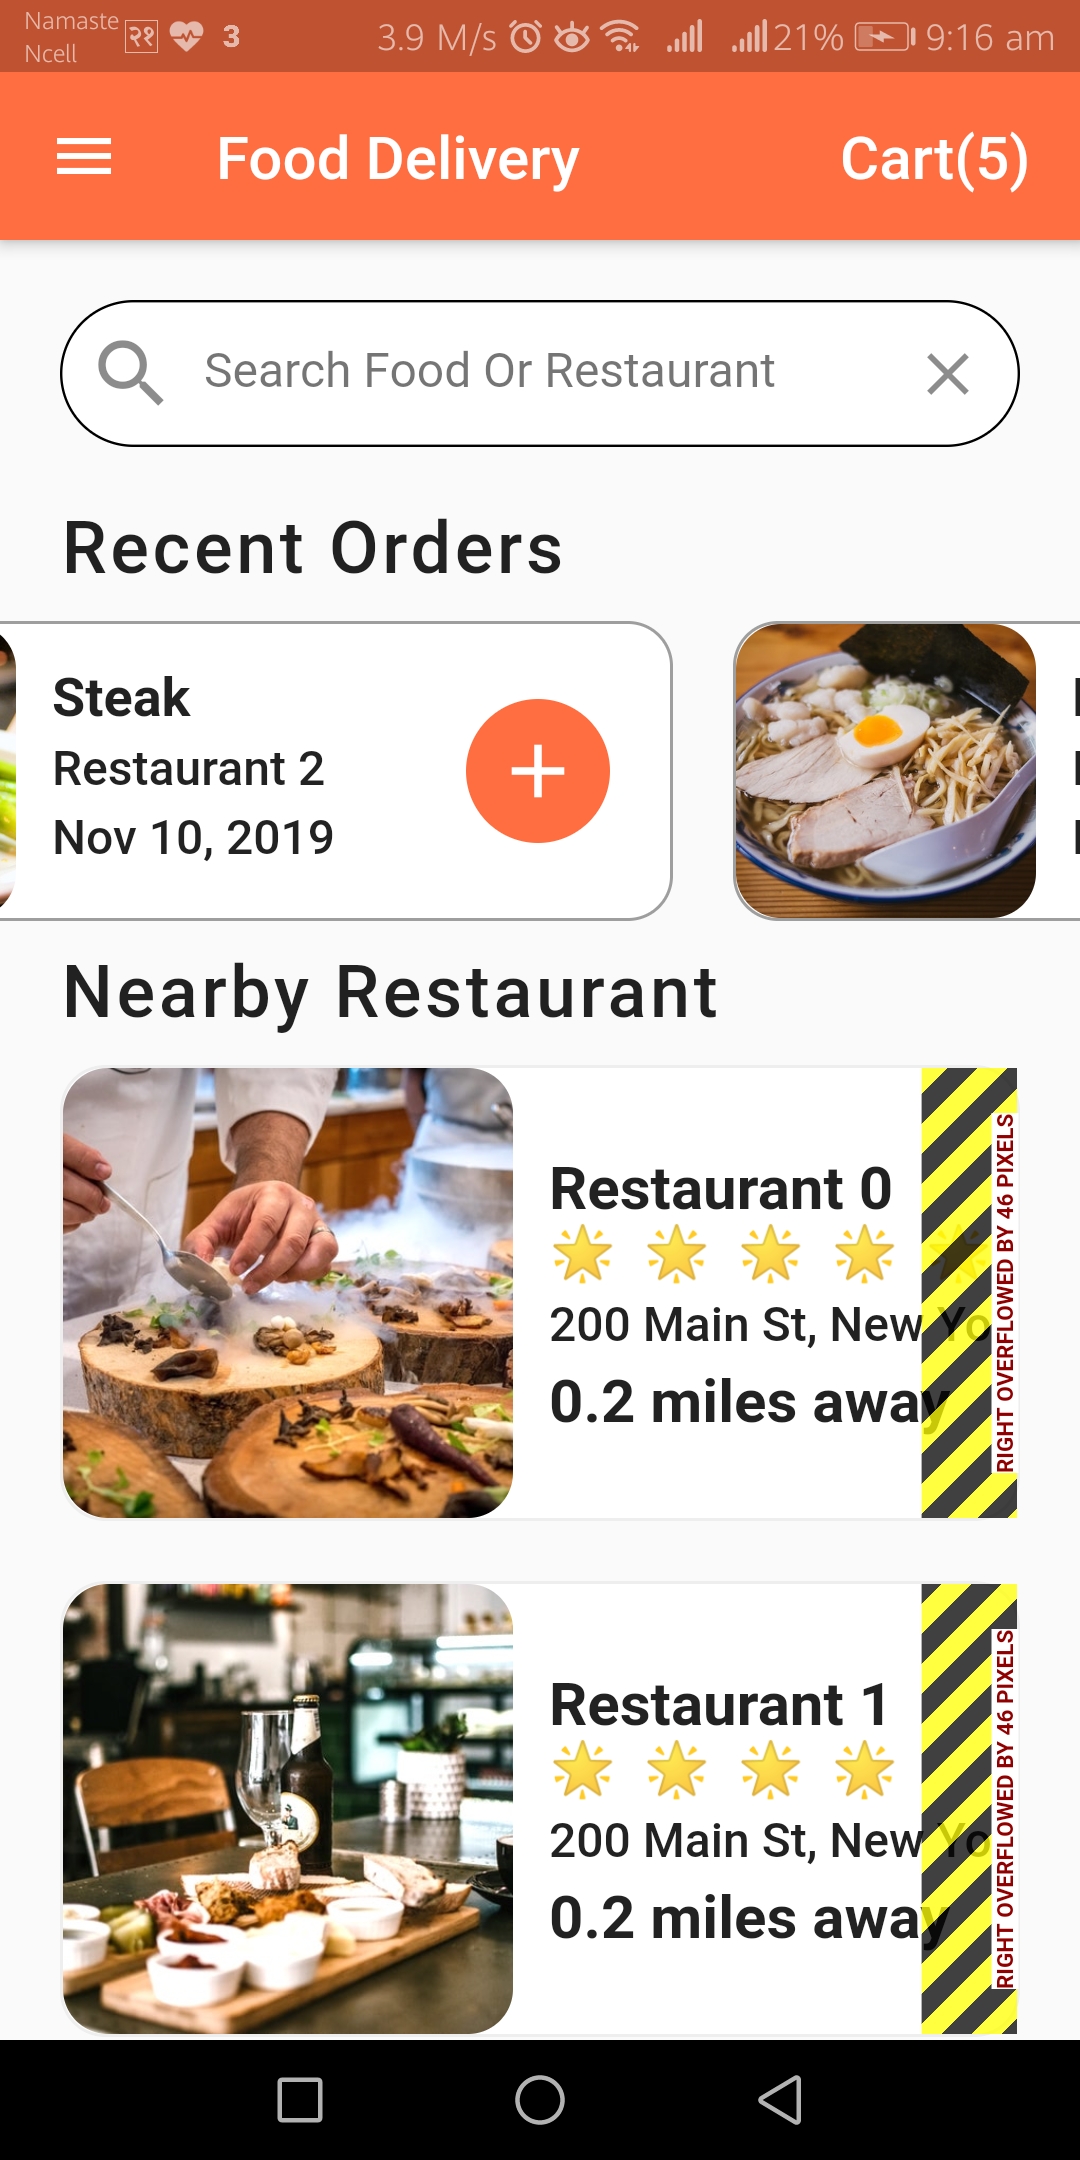 Namaste
Ncell
२२
3
3.9 M/s
21%
9:16 am
Food Delivery
Cart(5)
Search Food Or Restaurant
Recent Orders
Steak
Restaurant 2
Nov 10, 2019
Nearby Restaurant
Restaurant 0
200 Main St, New Yo
0.2 miles away
RIGHT OVERFLOWED BY 46 PIXELS
Restaurant 1
200 Main St, New Yo
0.2 miles away
RIGHT OVERFLOWED BY 46 PIXELS